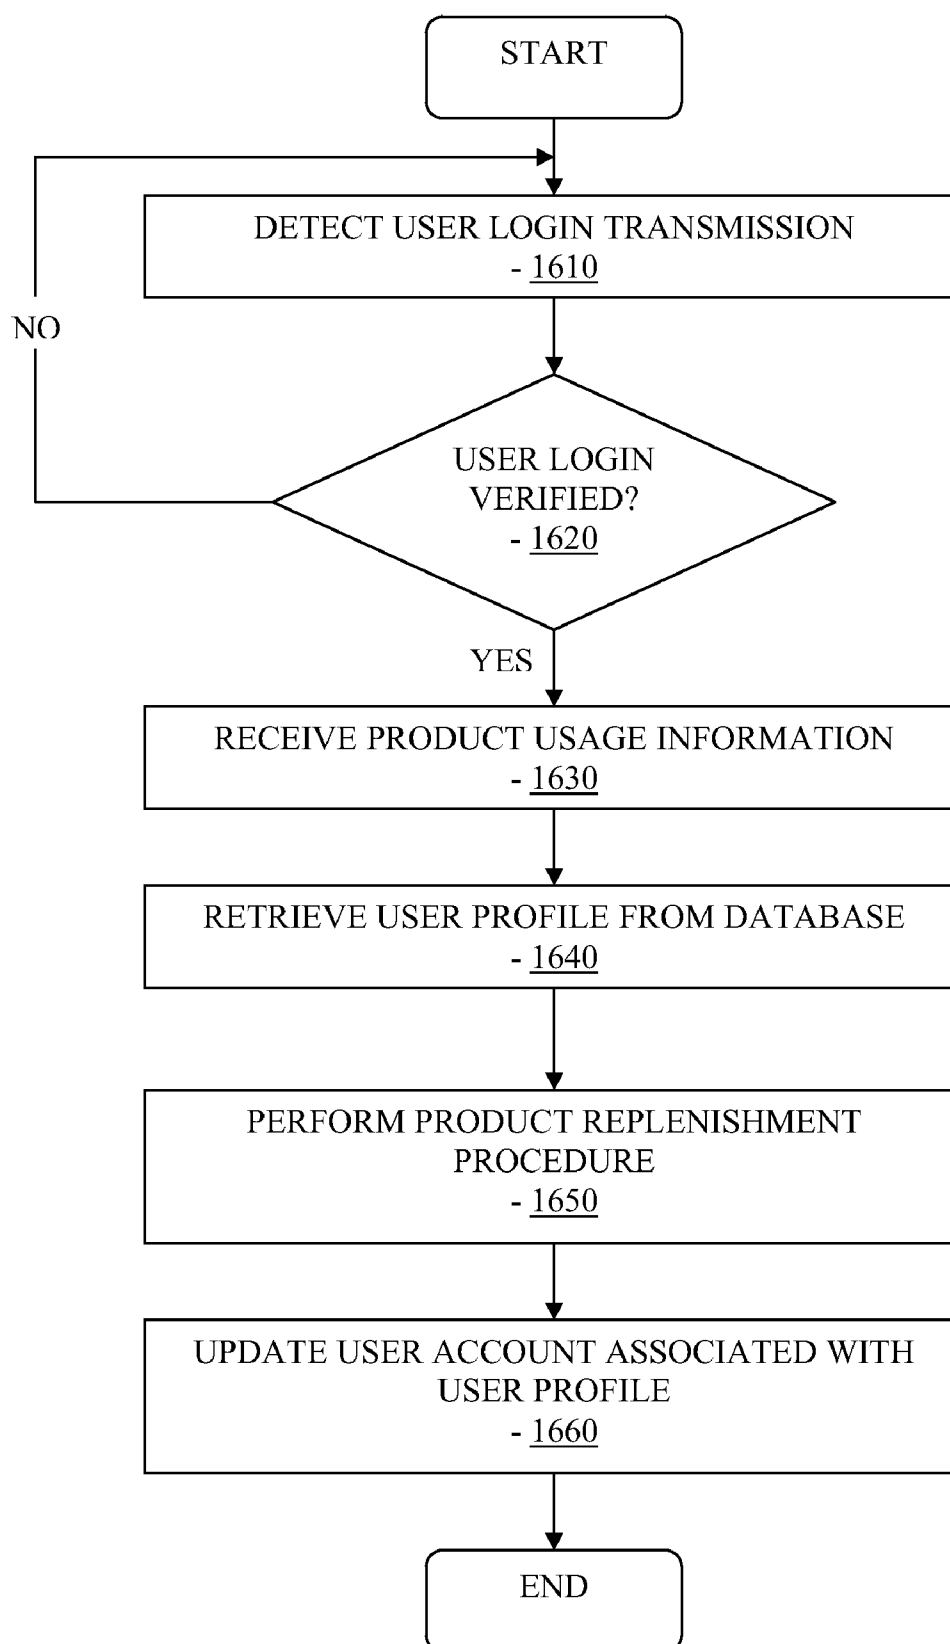 START
DETECT USER LOGIN TRANSMISSION
- 1610
NO
USER LOGIN
VERIFIED?
- 1620
YES
RECEIVE PRODUCT USAGE INFORMATION
- 1630
RETRIEVE USER PROFILE FROM DATABASE
- 1640
PERFORM PRODUCT REPLENISHMENT
PROCEDURE
- 1650
UPDATE USER ACCOUNT ASSOCIATED WITH
USER PROFILE
- 1660
END